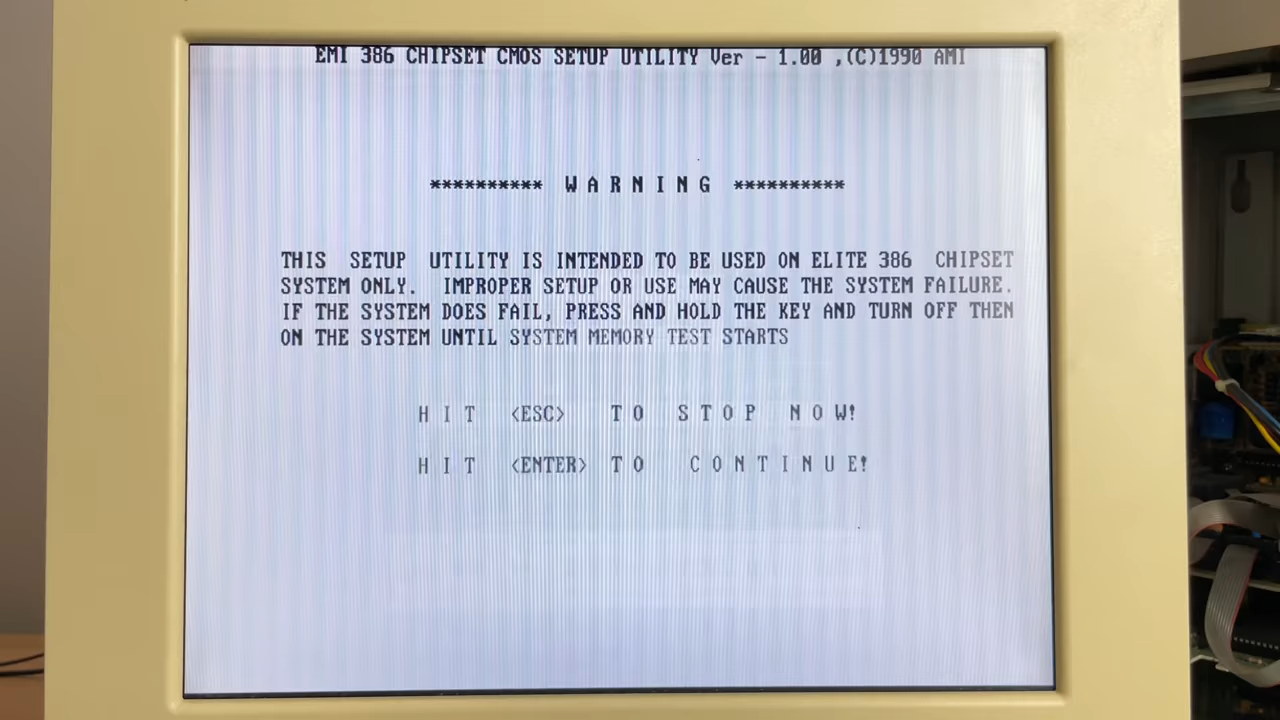 EMI 386 CHIPSET CMOS SETUP UTILITY Ver - 1.00 ,(C)1990 AMI
********** W A R N I N G **********
THIS SETUP UTILITY IS INTENDED TO BE USED ON ELITE 386 CHIPSET
SYSTEM ONLY. IMPROPER SETUP OR USE MAY CAUSE THE SYSTEM FAILURE.
IF THE SYSTEM DOES FAIL, PRESS AND HOLD THE KEY AND TURN OFF THEN
ON THE SYSTEM UNTIL SYSTEM MEMORY TEST STARTS
H I T <ESC> T O S T O P N O W!
H I T <ENTER> T O C O N T I N U E!